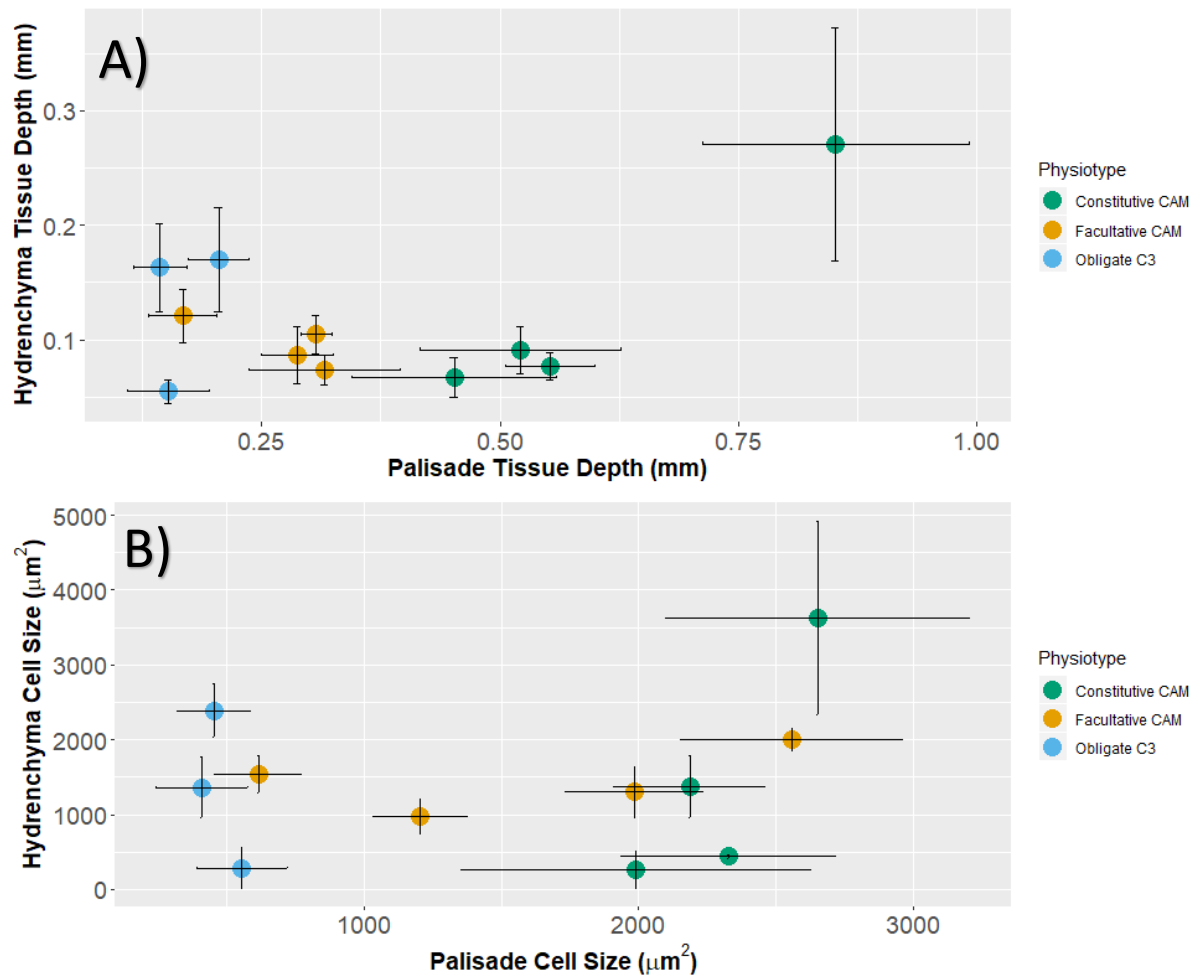 A)
Hydrenchyma Tissue Depth (mm)
0.3
0.2
0.1
0.25 0.50 0.75 1.00
Palisade Tissue Depth (mm)
Physiotype
Constitutive CAM
Facultative CAM
Obligate C3
B)
Hydrenchyma Cell Size (μm²)
5000
4000
3000
2000
1000
0
1000 2000 3000
Palisade Cell Size (μm²)
Physiotype
Constitutive CAM
Facultative CAM
Obligate C3